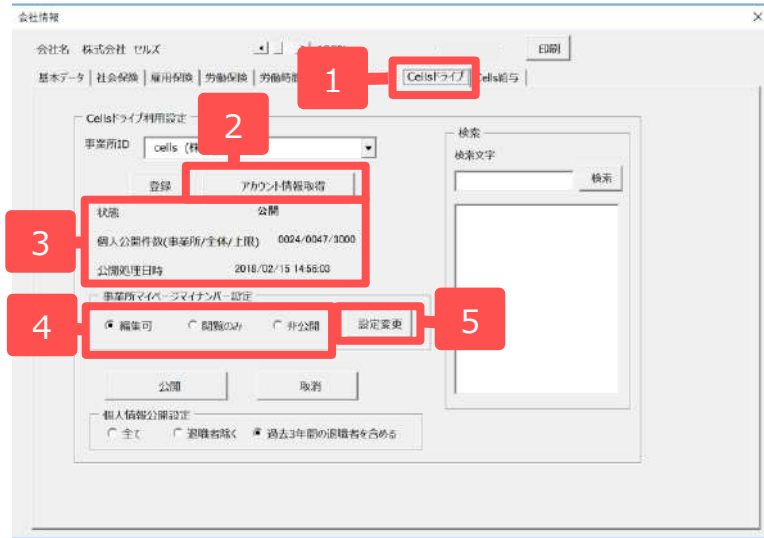 会社情報
会社名 株式会社 セルズ 印刷
基本データ 社会保険 雇用保険 労働保険 労働時間 1 Cellsドライブ Cells給与
Cellsドライブ利用設定
2
検索
事業所ID cells (株
検索文字
登録 アカウント情報取得
検索
3
状態 公開
個人公開件数(事業所/全体/上限) 0024/0047/3000
公開処理日時 2018/02/15 14:56:03
事業所マイページマイナンバー設定
4 編集可 閲覧のみ 非公開 設定変更 5
公開 取消
個人情報公開設定
全て 退職者除く 過去3年間の退職者を含める